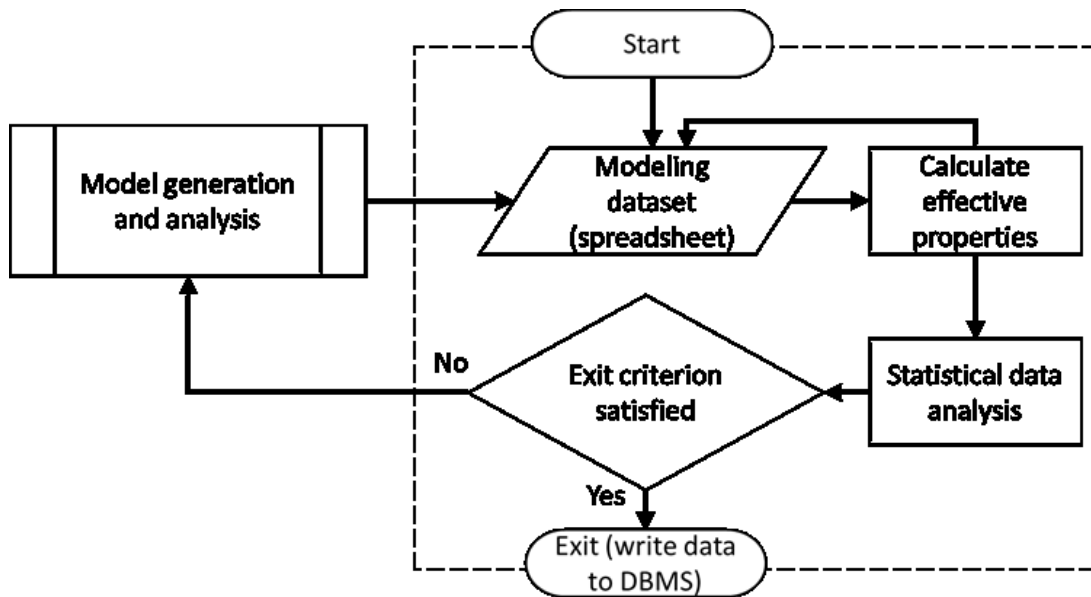 Start
Model generation
and analysis
Modeling
dataset
(spreadsheet)
Calculate
effective
properties
No
Exit criterion
satisfied
Statistical data
analysis
Yes
Exit (write data
to DBMS)